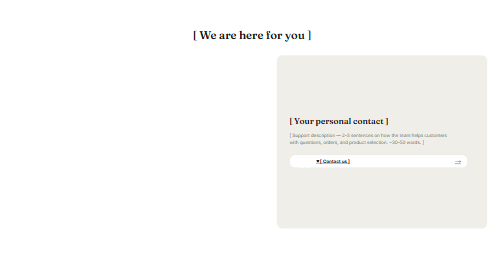 [ We are here for you ]
[ Your personal contact ]
[ Support description — 2-3 sentences on how the team helps customers
with questions, orders, and product selection. ~30-50 words. ]
[ Contact us ]